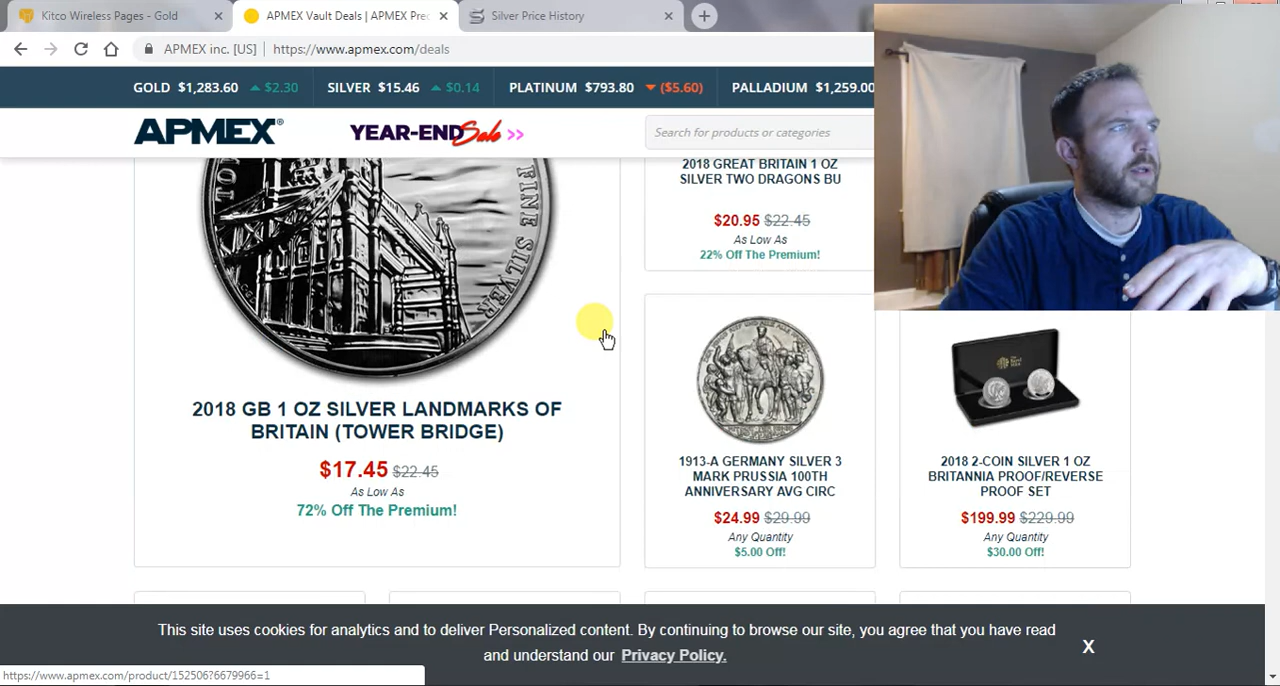 Kitco Wireless Pages - Gold
APMEX Vault Deals | APMEX Prec
Silver Price History
APMEX inc. [US] | https://www.apmex.com/deals
GOLD $1,283.60 $2.30 SILVER $15.46 $0.14 PLATINUM $793.80 ($5.60) PALLADIUM $1,259.00
APMEX® YEAR-END Sale >> Search for products or categories
TO
FINE SILVER
2018 GB 1 OZ SILVER LANDMARKS OF
BRITAIN (TOWER BRIDGE)
$17.45 $22.45
As Low As
72% Off The Premium!
2018 GREAT BRITAIN 1 OZ
SILVER TWO DRAGONS BU
$20.95 $22.45
As Low As
22% Off The Premium!
1913-A GERMANY SILVER 3
MARK PRUSSIA 100TH
ANNIVERSARY AVG CIRC
$24.99 $29.99
Any Quantity
$5.00 Off!
2018 2-COIN SILVER 1 OZ
BRITANNIA PROOF/REVERSE
PROOF SET
$199.99 $229.99
Any Quantity
$30.00 Off!
This site uses cookies for analytics and to deliver Personalized content. By continuing to browse our site, you agree that you have read
and understand our Privacy Policy.
X
https://www.apmex.com/product/152506?6679966=1